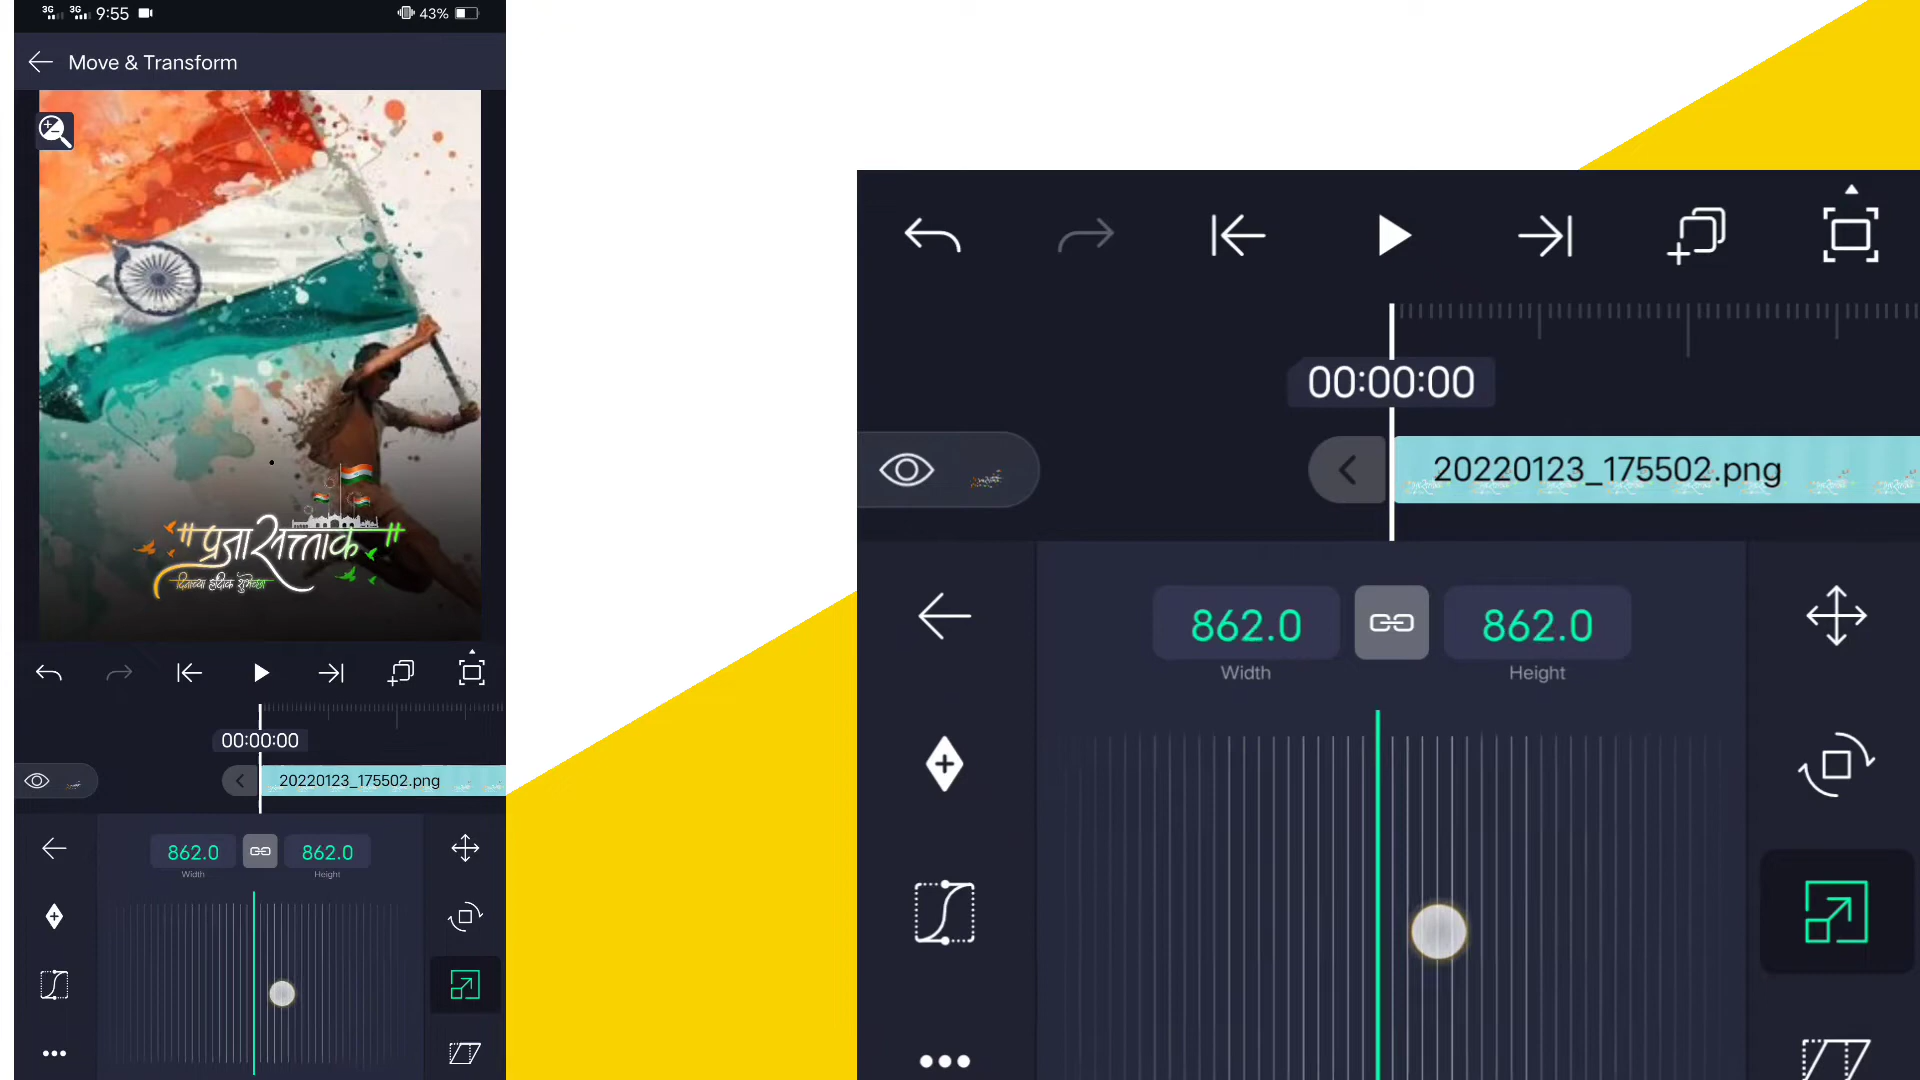 3G 3G 9:55 43%
Move & Transform
"प्रजासत्ताक"
दिनाच्या हार्दिक शुभेच्छा
00:00:00
20220123_175502.png
862.0 862.0
Width Height
00:00:00
20220123_175502.png
862.0 862.0
Width Height